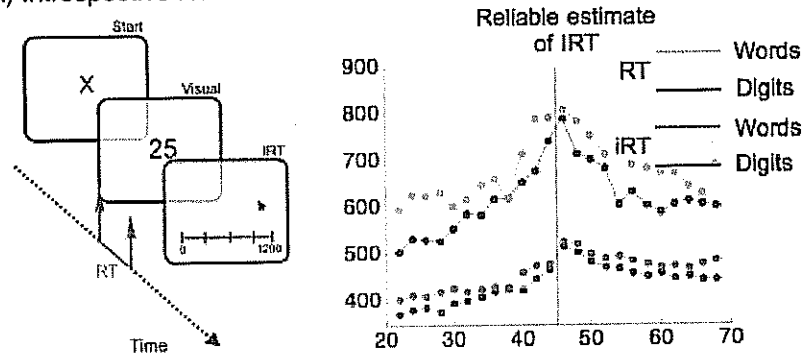 Start
X
Visual
25
IRT
0
1200
RT
Time
Reliable estimate
of IRT
RT
Words
Digits
iRT
Words
Digits
900
800
700
600
500
400
20
30
40
50
60
70